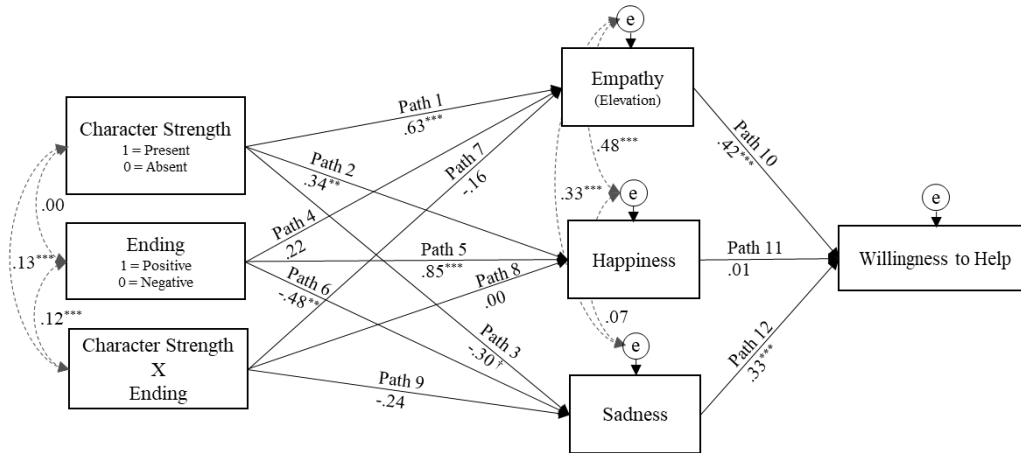 e
Empathy
(Elevation)
Character Strength
1 = Present
0 = Absent
Path 1
.63***
Path 7
-.16
Path 2
.34**
Path 4
.22
.48***
.33***
Path 10
.42***
.00
.13***
.12***
Ending
1 = Positive
0 = Negative
Path 5
.85***
Path 8
.00
Path 6
-.48**
e
Happiness
Path 11
.01
e
Willingness to Help
Character Strength
X
Ending
Path 3
-.30†
Path 9
-.24
.07
e
Sadness
Path 12
.33***